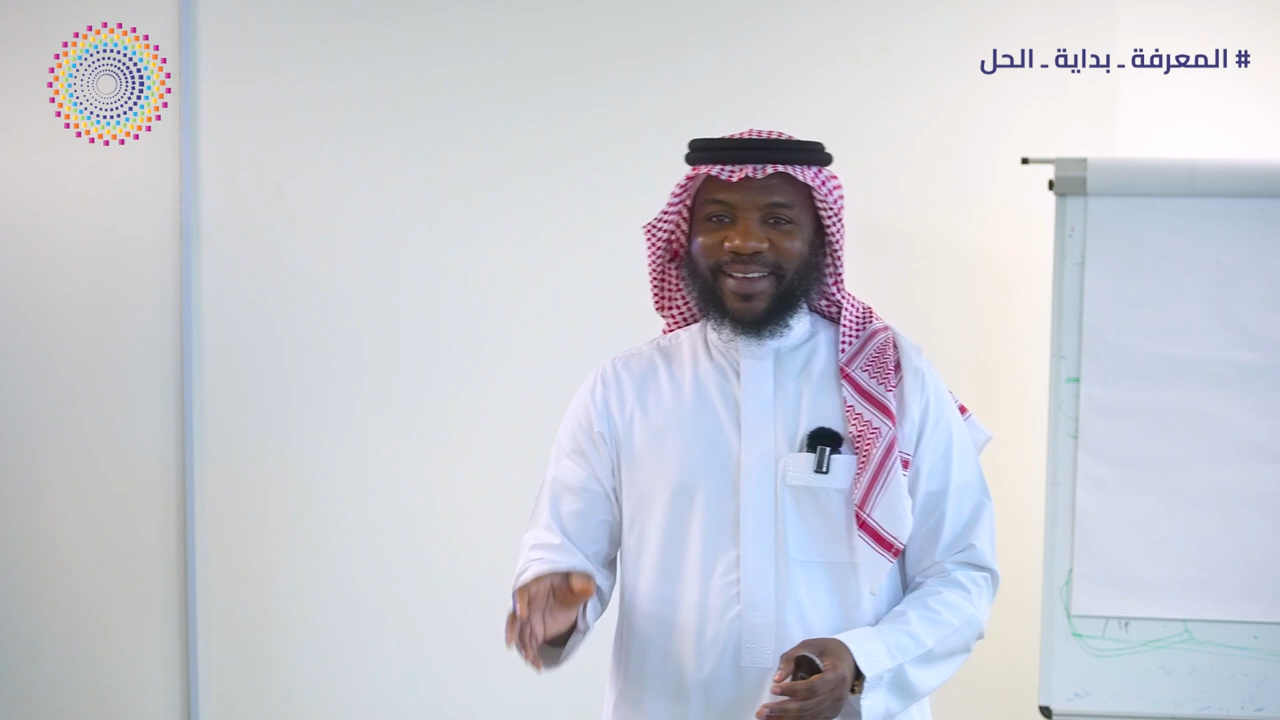 # المعرفة ـ بداية ـ الحل